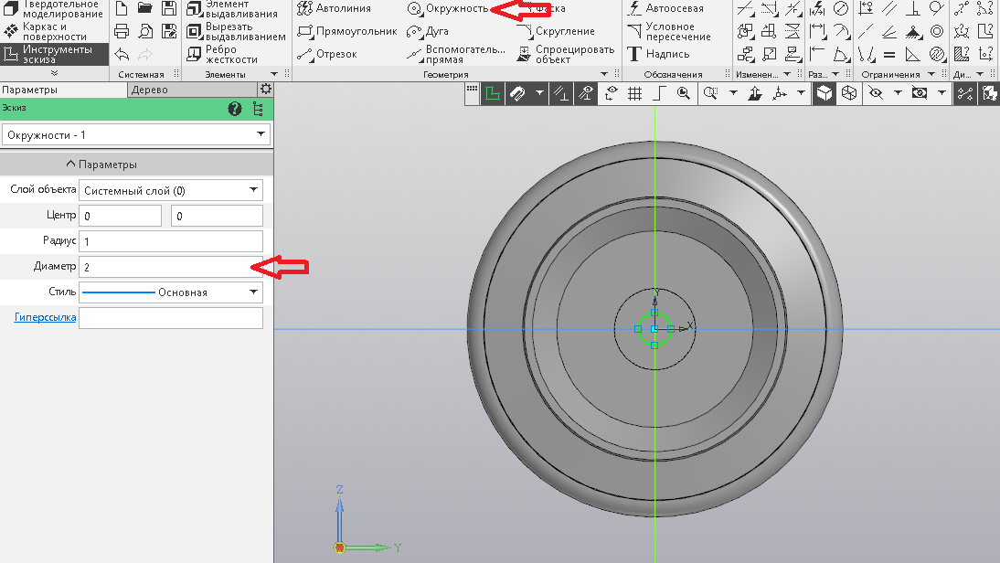 Твердотельное моделирование
Каркас и поверхности
Инструменты эскиза
Системная
Элемент выдавливания
Вырезать выдавливанием
Ребро жесткости
Элементы
Автолиния
Прямоугольник
Отрезок
Окружность
Дуга
Вспомогатель... прямая
Фаска
Скругление
Спроецировать объект
Геометрия
Автоосевая
Условное пересечение
Надпись
Обозначения
Изменен...
Раз...
Ограничения
Ди...
Параметры
Дерево
Эскиз
Окружности - 1
Параметры
Слой объекта Системный слой (0)
Центр 0 0
Радиус 1
Диаметр 2
Стиль Основная
Гиперссылка
Y
X
Z
Y